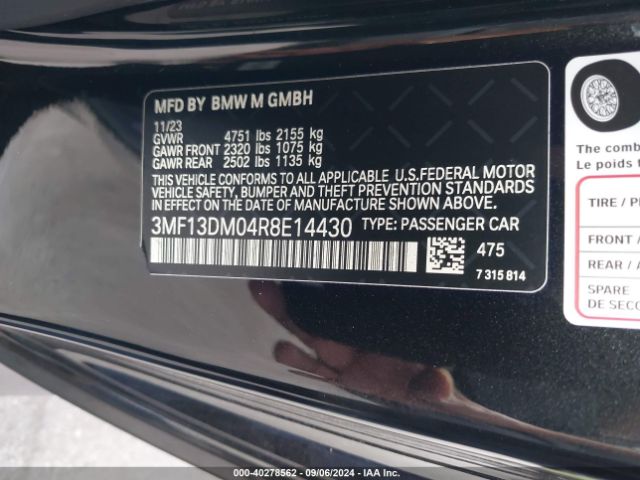 MFD BY BMW M GMBH
11/23
GVWR 4751 lbs 2155 kg
GAWR FRONT 2320 lbs 1075 kg
GAWR REAR 2502 lbs 1135 kg
THIS VEHICLE CONFORMS TO ALL APPLICABLE U.S.FEDERAL MOTOR
VEHICLE SAFETY, BUMPER AND THEFT PREVENTION STANDARDS
IN EFFECT ON THE DATE OF MANUFACTURE SHOWN ABOVE.
3MF13DM04R8E14430 TYPE: PASSENGER CAR
475
7 315 814
The comb
Le poids t
TIRE / P
FRONT /
REAR / A
SPARE
DE SECO
000-40278562 - 09/06/2024 - IAA Inc.